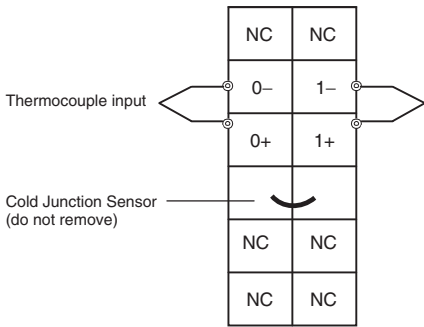 NC NC
0– 1–
Thermocouple input
0+ 1+
Cold Junction Sensor
(do not remove)
NC NC
NC NC